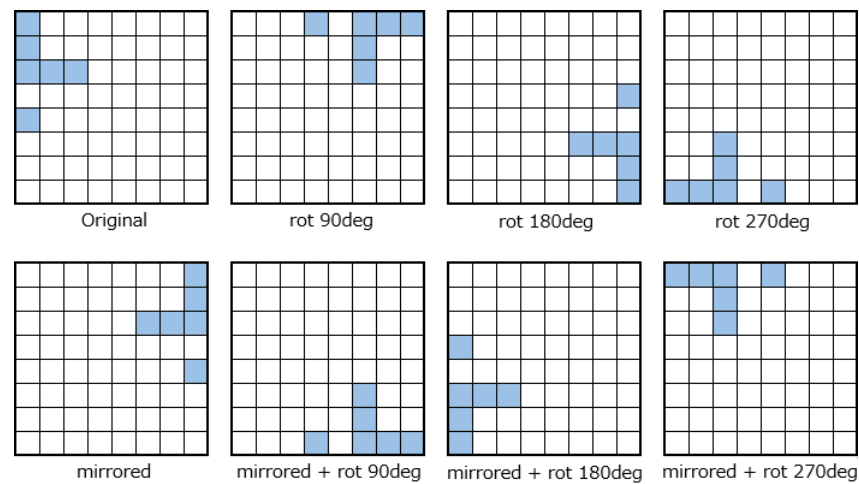 Original
rot 90deg
rot 180deg
rot 270deg
mirrored
mirrored + rot 90deg
mirrored + rot 180deg
mirrored + rot 270deg